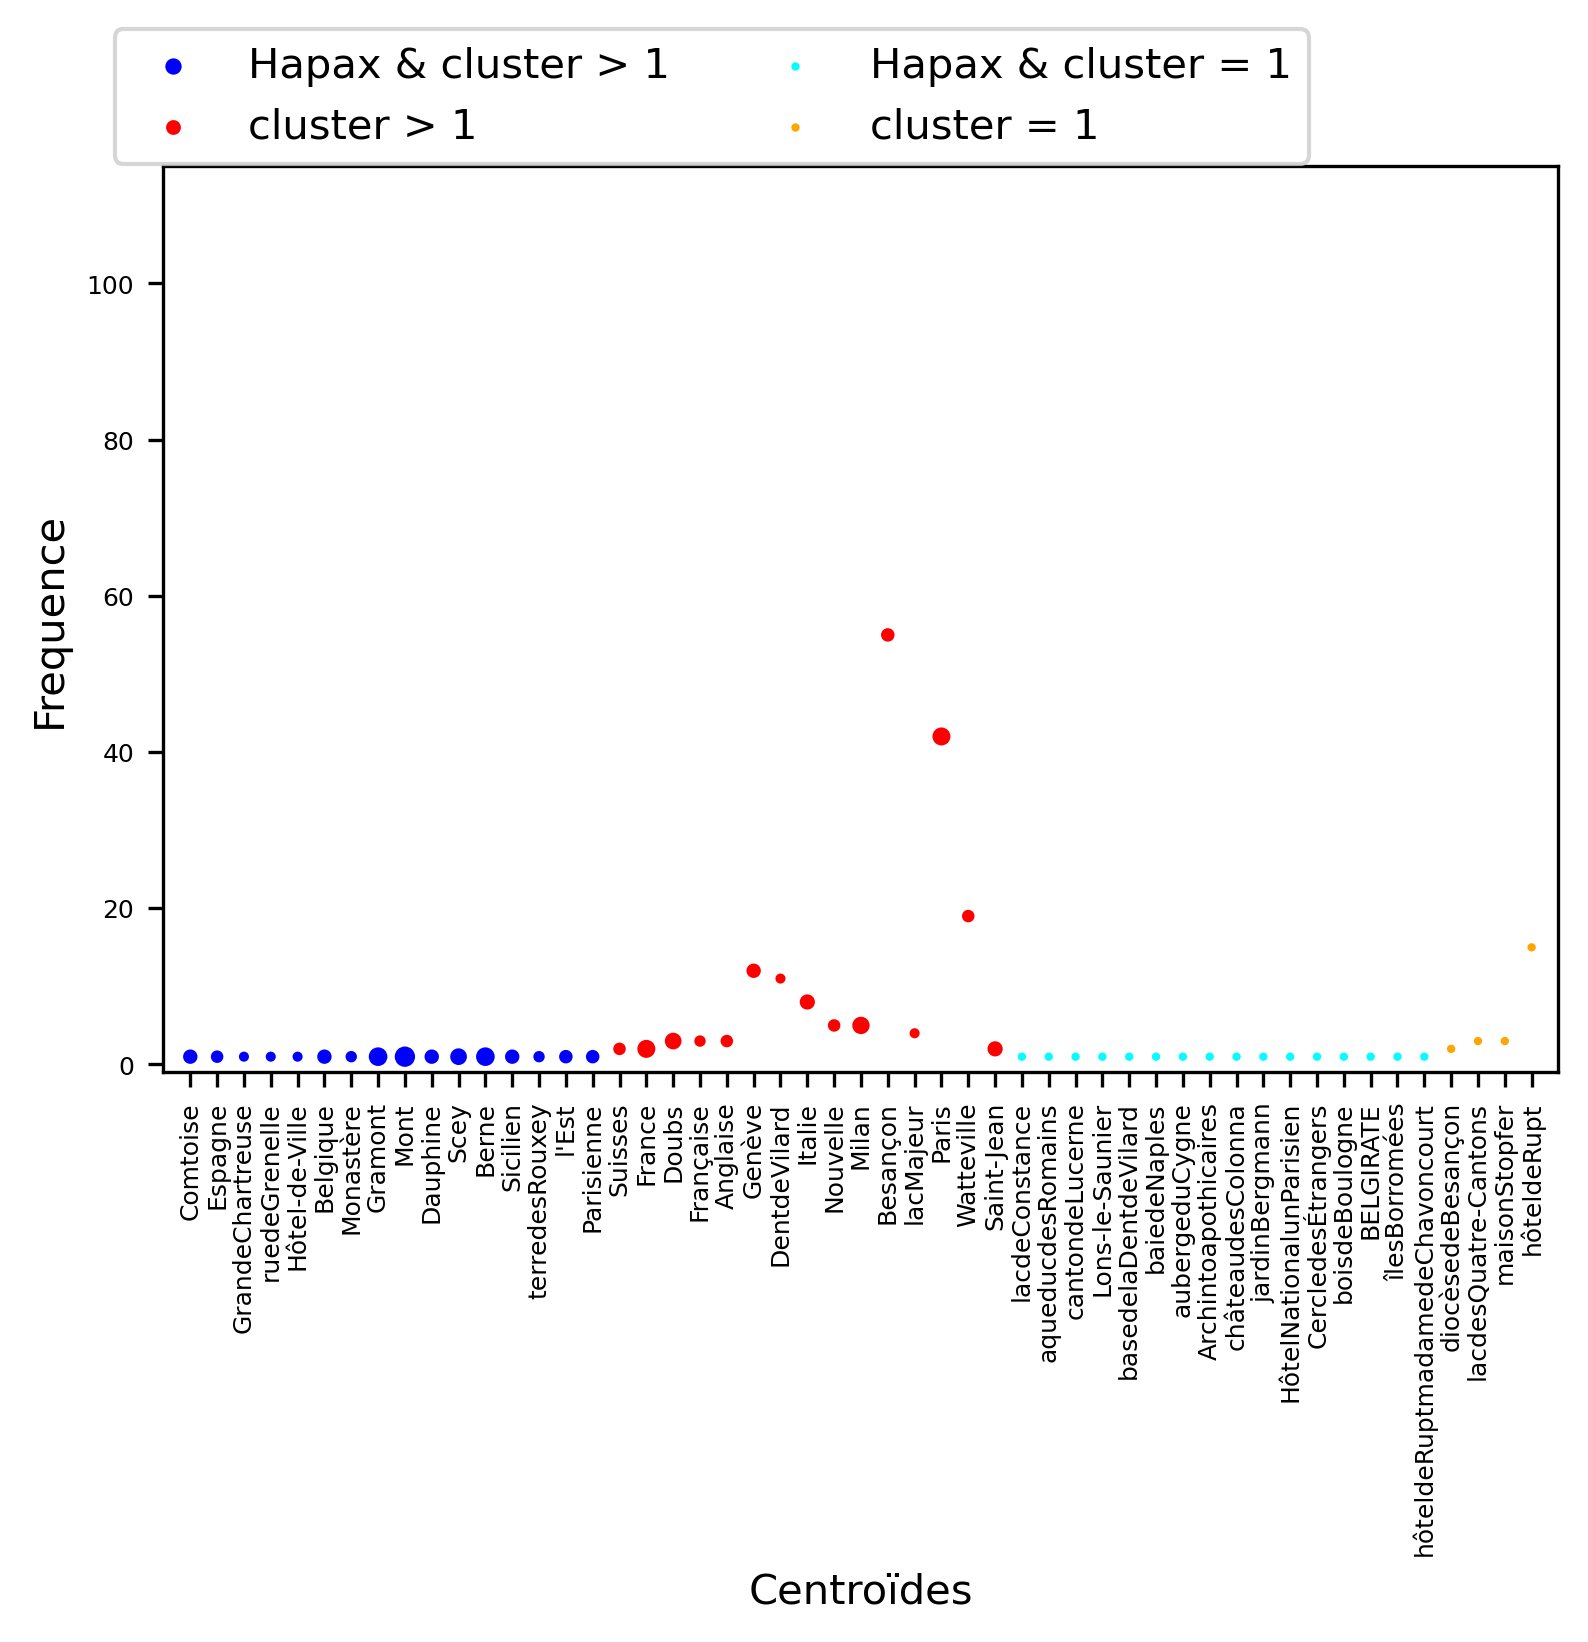 Hapax & cluster > 1
Hapax & cluster = 1
cluster > 1
cluster = 1
100
80
60
40
20
0
Frequence
Comtoise
Espagne
GrandeChartreuse
ruedeGrenelle
Hôtel-de-Ville
Belgique
Monastère
Gramont
Mont
Dauphine
Scey
Berne
Sicilien
terredesRouxey
l'Est
Parisienne
Suisses
France
Doubs
Française
Anglaise
Genève
DentdeVilard
Italie
Nouvelle
Milan
Besançon
lacMajeur
Paris
Watteville
Saint-Jean
lacdeConstance
aqueducdesRomains
cantondeLucerne
Lons-le-Saunier
basedelaDentdeVilard
baiedeNaples
aubergeduCygne
Archintoapothicaires
châteaudesColonna
jardinBergmann
HôtelNationalunParisien
CercledesÉtrangers
boisdeBoulogne
BELGIRATE
îlesBorromées
hôteldeRuptmadamedeChavoncourt
diocèsedeBesançon
lacdesQuatre-Cantons
maisonStopfer
hôteldeRupt
Centroïdes